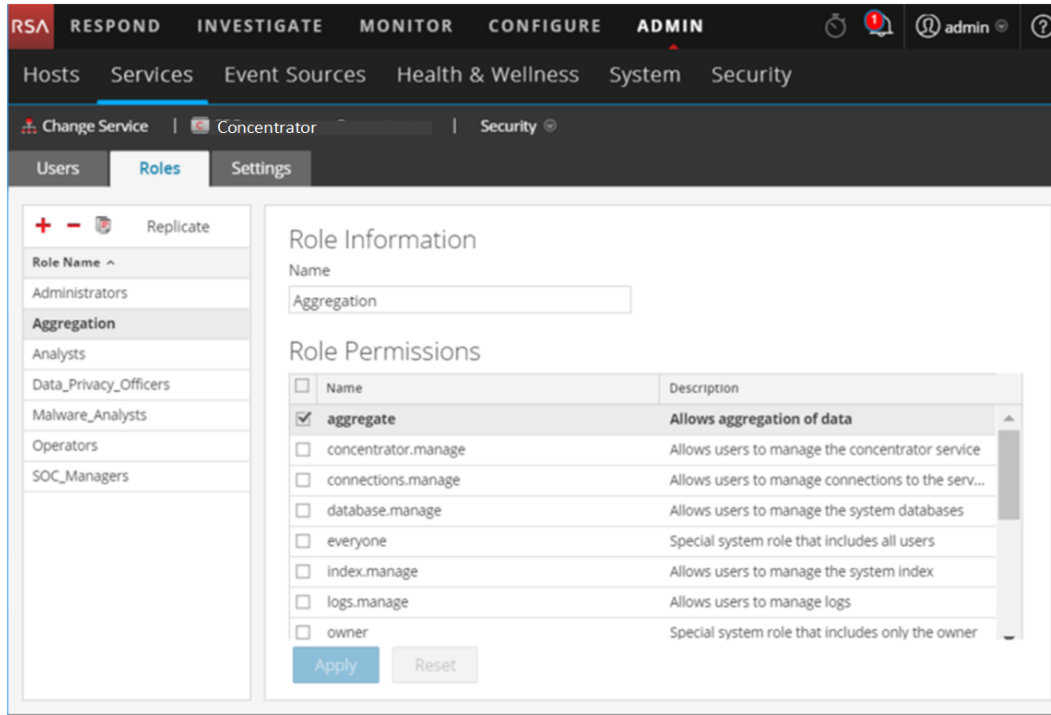 RSA RESPOND INVESTIGATE MONITOR CONFIGURE ADMIN 1 admin ?
Hosts Services Event Sources Health & Wellness System Security
Change Service | C Concentrator | Security
Users Roles Settings
Replicate
Role Name
Administrators
Aggregation
Analysts
Data_Privacy_Officers
Malware_Analysts
Operators
SOC_Managers
Role Information
Name
Aggregation
Role Permissions
Name Description
aggregate Allows aggregation of data
concentrator.manage Allows users to manage the concentrator service
connections.manage Allows users to manage connections to the serv...
database.manage Allows users to manage the system databases
everyone Special system role that includes all users
index.manage Allows users to manage the system index
logs.manage Allows users to manage logs
owner Special system role that includes only the owner
Apply Reset